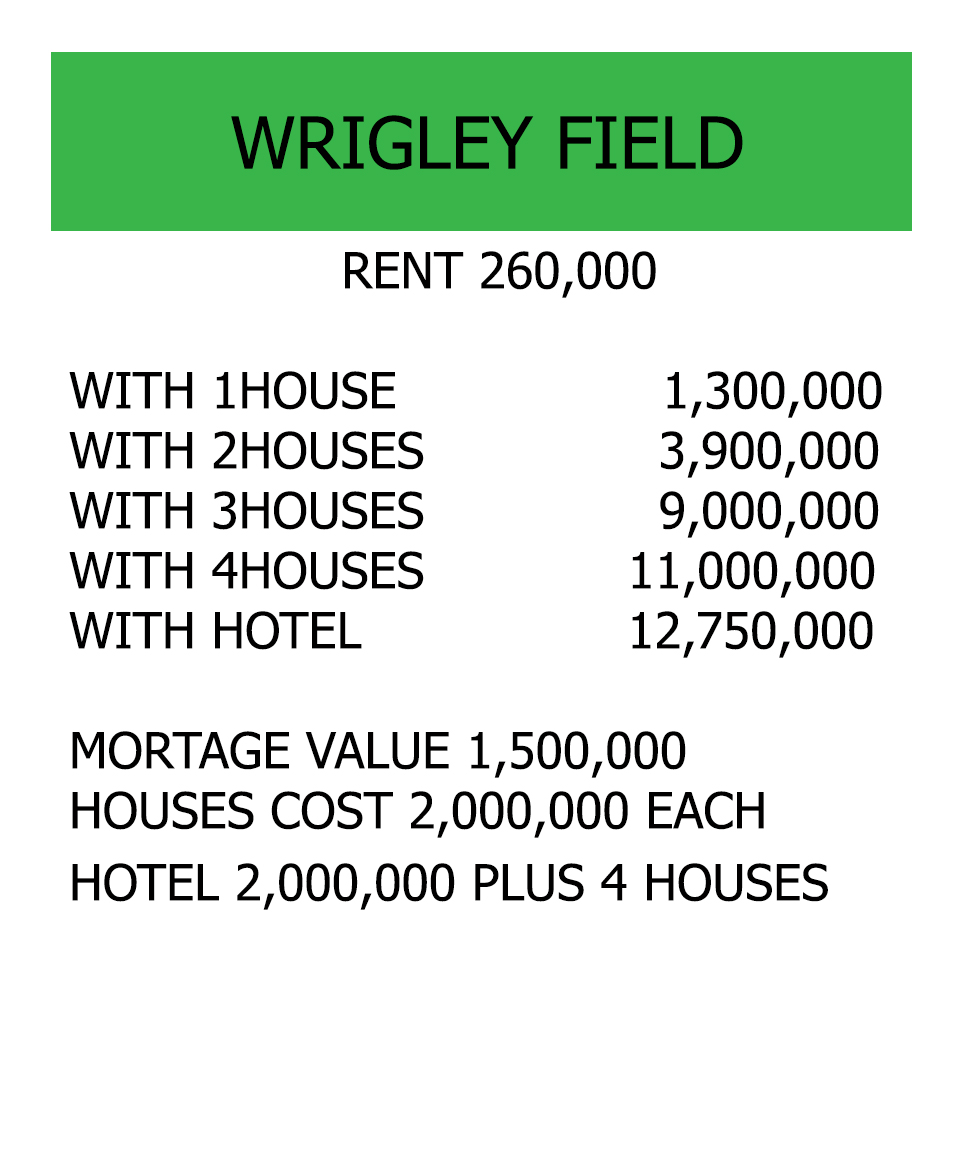 WRIGLEY FIELD
RENT 260,000
WITH 1HOUSE 1,300,000
WITH 2HOUSES 3,900,000
WITH 3HOUSES 9,000,000
WITH 4HOUSES 11,000,000
WITH HOTEL 12,750,000
MORTAGE VALUE 1,500,000
HOUSES COST 2,000,000 EACH
HOTEL 2,000,000 PLUS 4 HOUSES